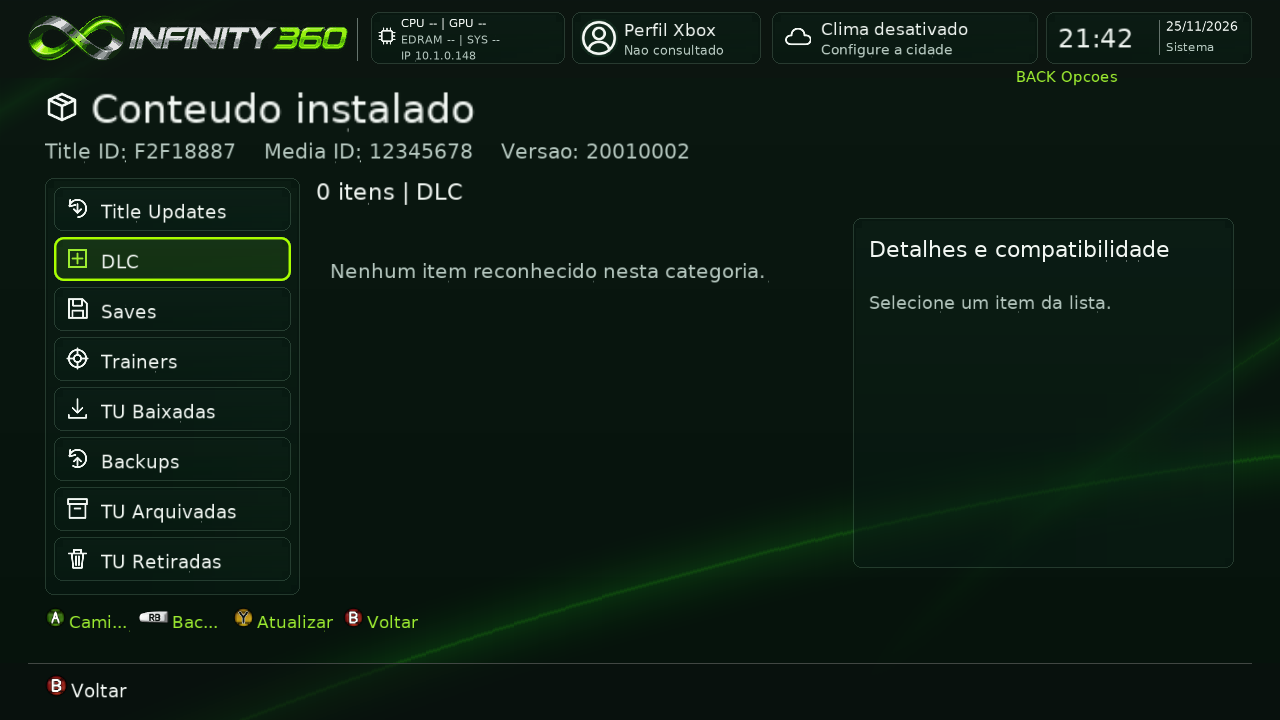 INFINITY 360
CPU -- | GPU --
EDRAM -- | SYS --
IP 10.1.0.148
Perfil Xbox
Nao consultado
Clima desativado
Configure a cidade
21:42
25/11/2026
Sistema
BACK Opcoes
Conteudo instalado
Title ID: F2F18887 Media ID: 12345678 Versao: 20010002
0 itens | DLC
Title Updates
DLC
Saves
Trainers
TU Baixadas
Backups
TU Arquivadas
TU Retiradas
Nenhum item reconhecido nesta categoria.
Detalhes e compatibilidade
Selecione um item da lista.
A Cami... RB Bac... Y Atualizar B Voltar
B Voltar